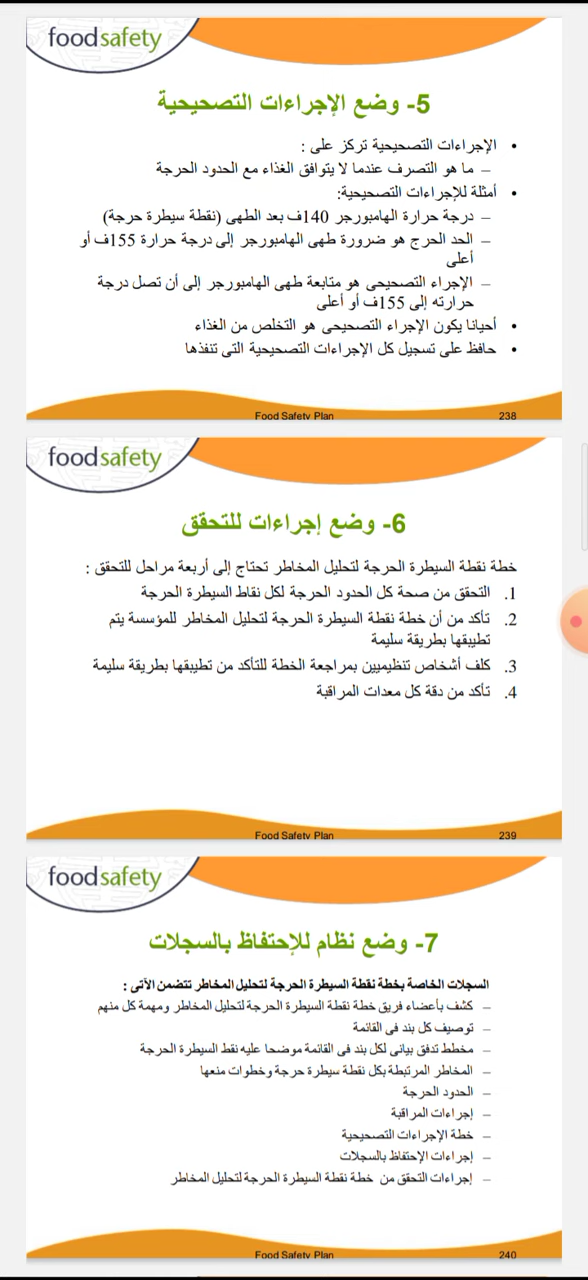 foodsafety
5- وضع الإجراءات التصحيحية
• الإجراءات التصحيحية تركز على :
– ما هو التصرف عندما لا يتوافق الغذاء مع الحدود الحرجة
• أمثلة للإجراءات التصحيحية:
– درجة حرارة الهامبورجر 140ف بعد الطهى (نقطة سيطرة حرجة)
– الحد الحرج هو ضرورة طهى الهامبورجر إلى درجة حرارة 155ف أو
أعلى
– الإجراء التصحيحى هو متابعة طهى الهامبورجر إلى أن تصل درجة
حرارته إلى 155ف أو أعلى
• أحيانا يكون الإجراء التصحيحى هو التخلص من الغذاء
• حافظ على تسجيل كل الإجراءات التصحيحية التى تنفذها
Food Safety Plan
238
foodsafety
6- وضع إجراءات للتحقق
خطة نقطة السيطرة الحرجة لتحليل المخاطر تحتاج إلى أربعة مراحل للتحقق :
1. التحقق من صحة كل الحدود الحرجة لكل نقاط السيطرة الحرجة
2. تأكد من أن خطة نقطة السيطرة الحرجة لتحليل المخاطر للمؤسسة يتم
تطبيقها بطريقة سليمة
3. كلف أشخاص تنظيميين بمراجعة الخطة للتأكد من تطبيقها بطريقة سليمة
4. تأكد من دقة كل معدات المراقبة
Food Safety Plan
239
foodsafety
7- وضع نظام للإحتفاظ بالسجلات
السجلات الخاصة بخطة نقطة السيطرة الحرجة لتحليل المخاطر تتضمن الآتى :
– كشف بأعضاء فريق خطة نقطة السيطرة الحرجة لتحليل المخاطر ومهمة كل منهم
– توصيف كل بند فى القائمة
– مخطط تدفق بيانى لكل بند فى القائمة موضحا عليه نقط السيطرة الحرجة
– المخاطر المرتبطة بكل نقطة سيطرة حرجة وخطوات منعها
– الحدود الحرجة
– إجراءات المراقبة
– خطة الإجراءات التصحيحية
– إجراءات الإحتفاظ بالسجلات
– إجراءات التحقق من خطة نقطة السيطرة الحرجة لتحليل المخاطر
Food Safety Plan
240